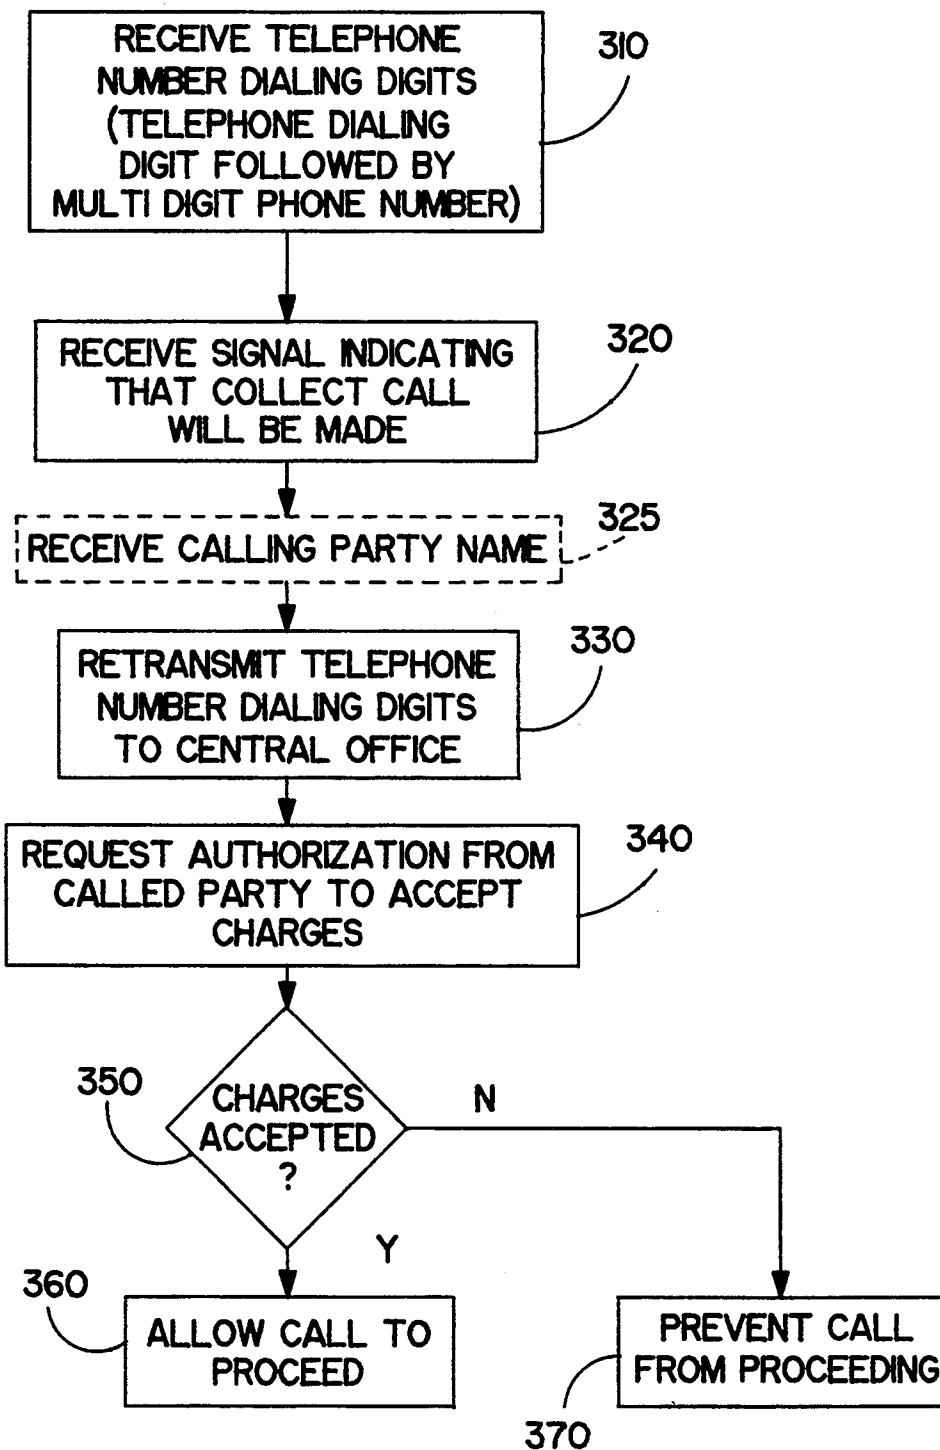 RECEIVE TELEPHONE
NUMBER DIALING DIGITS
(TELEPHONE DIALING
DIGIT FOLLOWED BY
MULTI DIGIT PHONE NUMBER)
310
RECEIVE SIGNAL INDICATING
THAT COLLECT CALL
WILL BE MADE
320
RECEIVE CALLING PARTY NAME
325
RETRANSMIT TELEPHONE
NUMBER DIALING DIGITS
TO CENTRAL OFFICE
330
REQUEST AUTHORIZATION FROM
CALLED PARTY TO ACCEPT
CHARGES
340
350
CHARGES
ACCEPTED
?
N
Y
360
ALLOW CALL TO
PROCEED
PREVENT CALL
FROM PROCEEDING
370